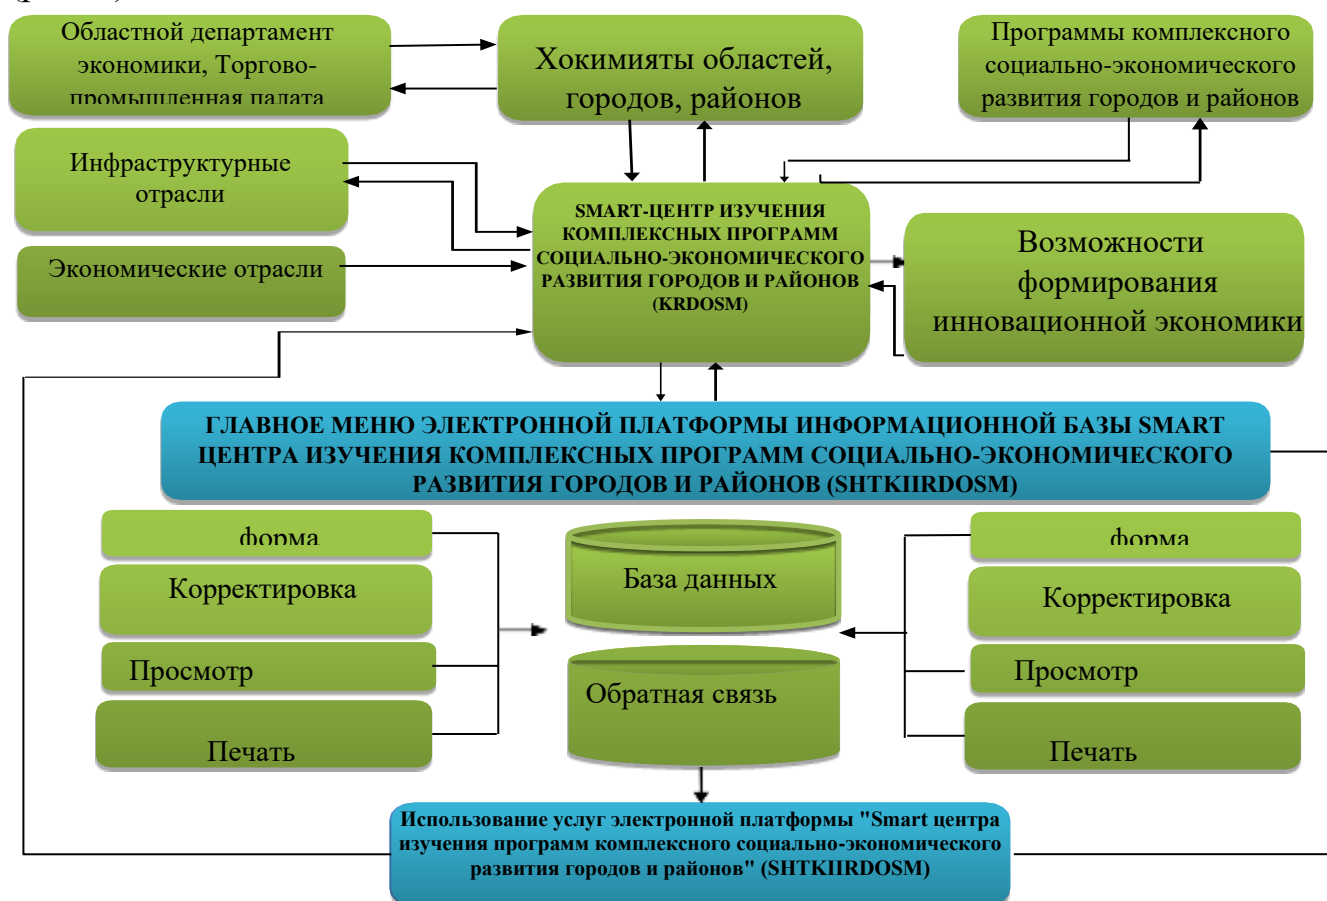 Областной департамент
экономики, Торгово-
промышленная палата
Хокимияты областей,
городов, районов
Программы комплексного
социально-экономического
развития городов и районов
Инфраструктурные
отрасли
Экономические отрасли
SMART-ЦЕНТР ИЗУЧЕНИЯ
КОМПЛЕКСНЫХ ПРОГРАММ
СОЦИАЛЬНО-ЭКОНОМИЧЕСКОГО
РАЗВИТИЯ ГОРОДОВ И РАЙОНОВ
(KRDOSM)
Возможности
формирования
инновационной экономики
ГЛАВНОЕ МЕНЮ ЭЛЕКТРОННОЙ ПЛАТФОРМЫ ИНФОРМАЦИОННОЙ БАЗЫ SMART
ЦЕНТРА ИЗУЧЕНИЯ КОМПЛЕКСНЫХ ПРОГРАММ СОЦИАЛЬНО-ЭКОНОМИЧЕСКОГО
РАЗВИТИЯ ГОРОДОВ И РАЙОНОВ (SHTKIIRDOSM)
форма
Корректировка
Просмотр
Печать
База данных
Обратная связь
форма
Корректировка
Просмотр
Печать
Использование услуг электронной платформы "Smart центра
изучения программ комплексного социально-экономического
развития городов и районов" (SHTKIIRDOSM)